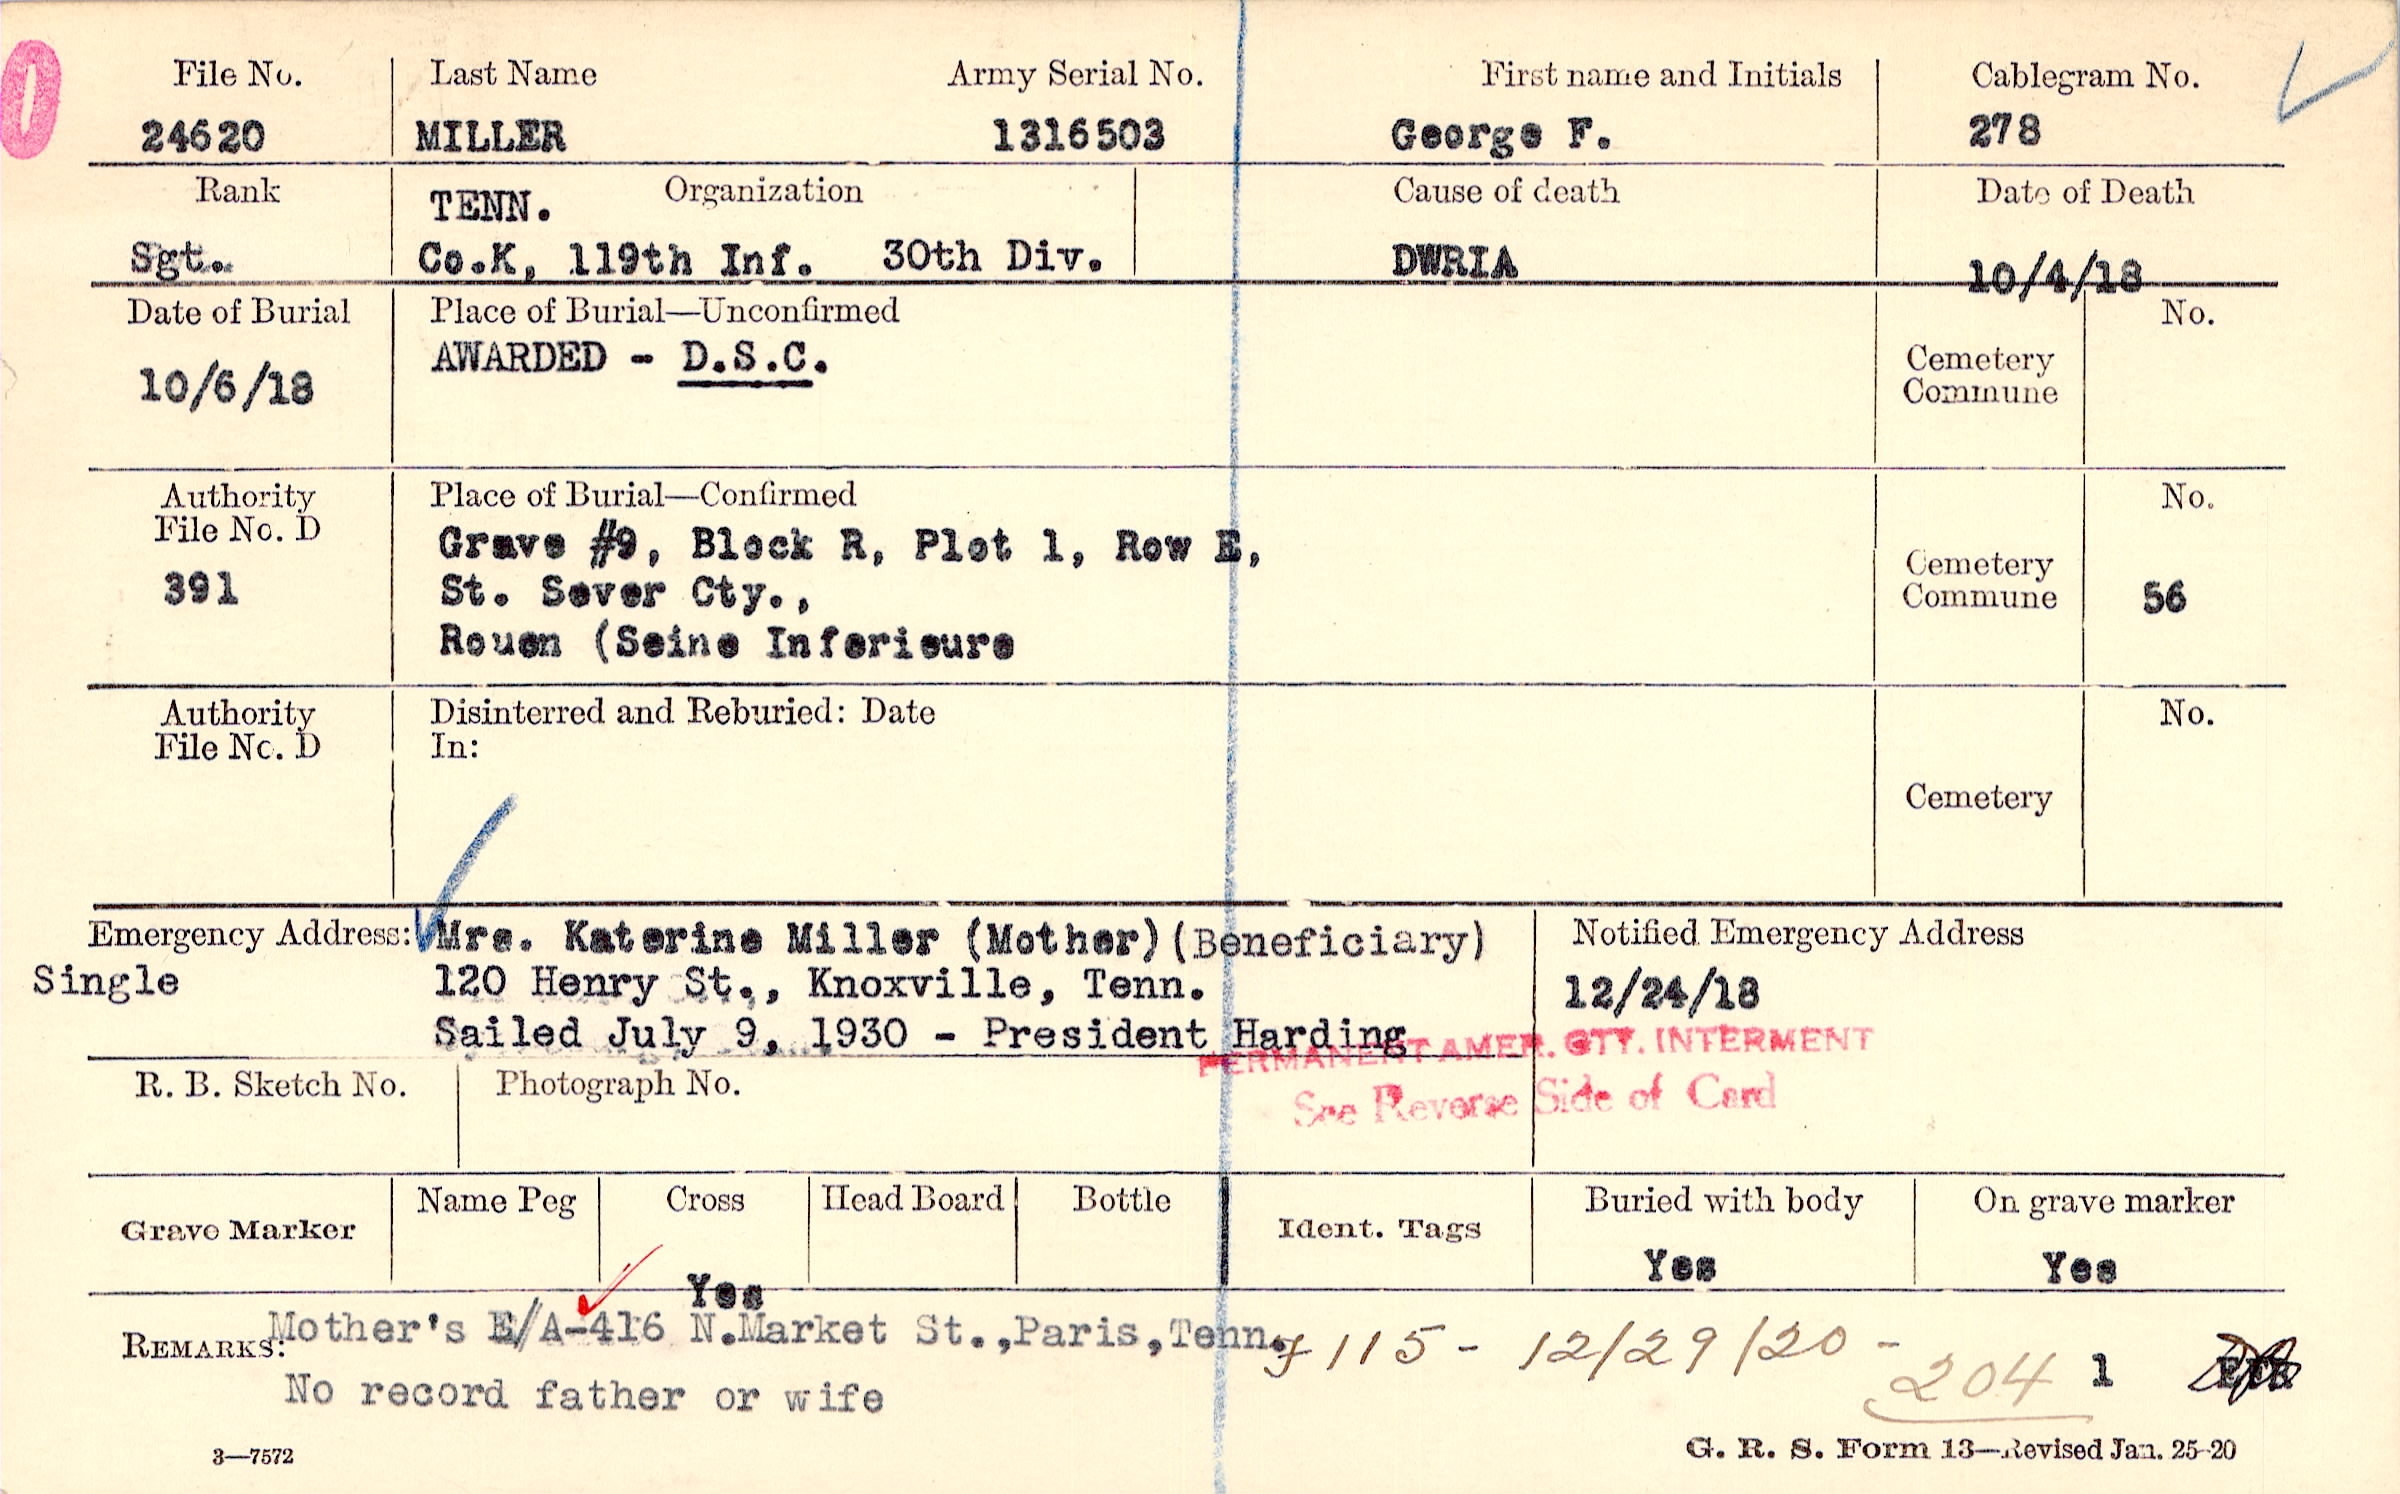 File No. Last Name Army Serial No. First name and Initials Cablegram No.
24620 MILLER 1316503 George F. 278
Rank TENN. Organization Cause of death Date of Death
Sgt. Co.K, 119th Inf. 30th Div. DWRIA 10/4/18
Date of Burial Place of Burial—Unconfirmed No.
10/6/18 AWARDED - D.S.C. Cemetery
Commune
Authority Place of Burial—Confirmed No.
File No. D Grave #9, Block R, Plot 1, Row E,
391 St. Sever Cty., Cemetery
Commune 56
Rouen (Seine Inferieure
Authority Disinterred and Reburied: Date No.
File No. D In:
Cemetery
Emergency Address: Mrs. Katerine Miller (Mother)(Beneficiary) Notified Emergency Address
Single 120 Henry St., Knoxville, Tenn. 12/24/18
Sailed July 9, 1930 - President Harding
PERMANENT AMER. CTY. INTERMENT
R. B. Sketch No. Photograph No.
See Reverse Side of Card
Grave Marker Name Peg Cross Head Board Bottle Ident. Tags Buried with body On grave marker
Yes Yes Yes
REMARKS: Mother's E/A-416 N.Market St.,Paris,Tenn. 115 - 12/29/20 -
204 1
No record father or wife
3—7572 G. R. S. Form 13—Revised Jan. 25-20